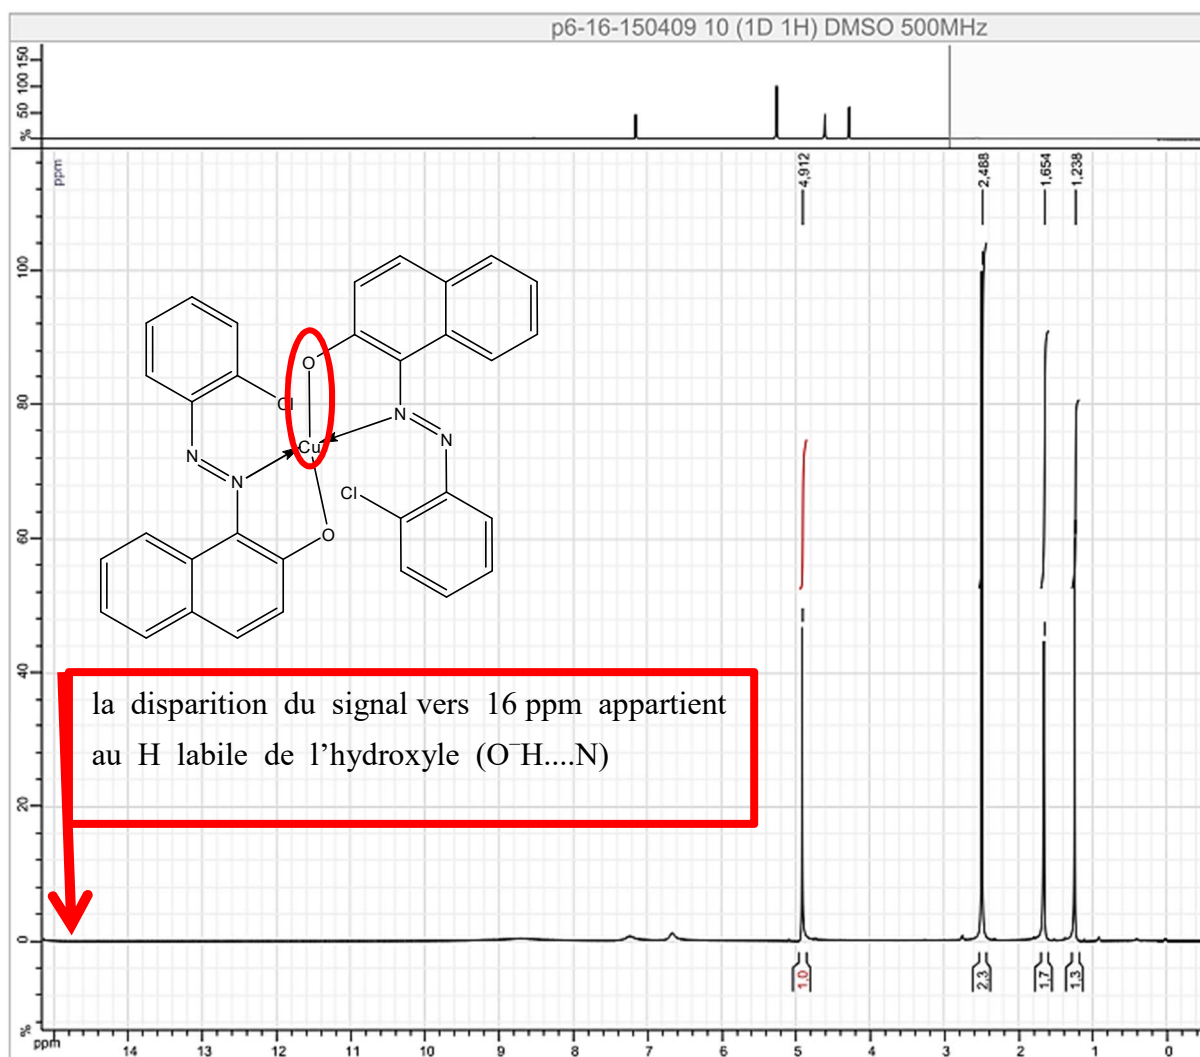 p6-16-150409 10 (1D 1H) DMSO 500MHz
150
100
50
%
ppm
4,912
2,488
1,654
1,238
100
80
60
40
20
0
%
O
Cl
N
Cu
N
N
N
Cl
O
la disparition du signal vers 16 ppm appartient
au H labile de l’hydroxyle (O¯H....N)
1.0
2.3
1.7
1.3
ppm 14 13 12 11 10 9 8 7 6 5 4 3 2 1 0